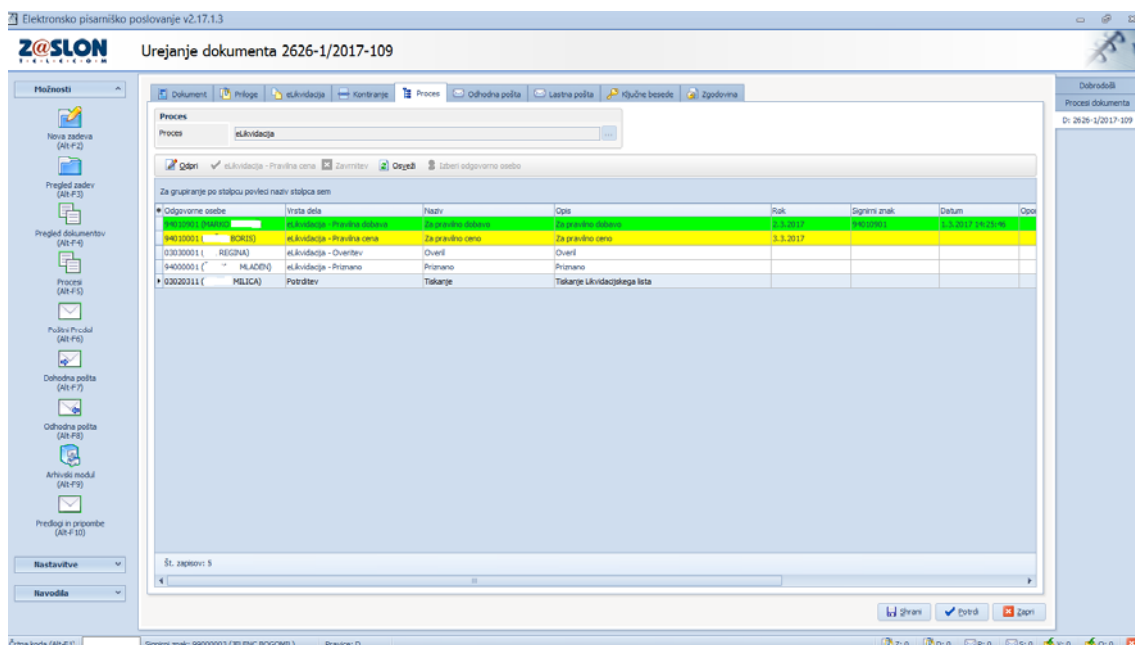 Elektronsko pisarniško poslovanje v2.17.1.3
Z@SLON
T·E·L·E·C·O·M
Urejanje dokumenta 2626-1/2017-109
Možnosti
Nova zadeva
(Alt-F2)
Pregled zadev
(Alt-F3)
Pregled dokumentov
(Alt-F4)
Procesi
(Alt-F5)
Poštni Predal
(Alt-F6)
Dohodna pošta
(Alt-F7)
Odhodna pošta
(Alt-F8)
Arhivski modul
(Alt-F9)
Predlogi in pripombe
(Alt-F10)
Nastavitve
Navodila
Dokument Priloge eLikvidacija Kontiranje Proces Odhodna pošta Lastna pošta Ključne besede Zgodovina
Proces
Proces eLikvidacija ...
Odpri eLikvidacija - Pravilna cena Zavrnitev Osveži Izberi odgovorno osebo
Za grupiranje po stolpcu povleci naziv stolpca sem
Odgovorne osebe Vrsta dela Naziv Opis Rok Signirni znak Datum
94010901 (MARKO eLikvidacija - Pravilna dobava Za pravilno dobavo Za pravilno dobavo 2.3.2017 94010901 1.3.2017 14:25:46
94010001 ( BORIS) eLikvidacija - Pravilna cena Za pravilno ceno Za pravilno ceno 3.3.2017
03030001 ( REGINA) eLikvidacija - Overitev Overil Overil
94000001 ( MLADEN) eLikvidacija - Priznano Priznano Priznano
03020311 ( MILICA) Potrditev Tiskanje Tiskanje Likvidacijskega lista
Št. zapisov: 5
Shrani Potrdi Zapri
Dobrodošli
Procesi dokumenta
D: 2626-1/2017-109
Črtna koda (Alt-F1) Signirni znak: Pravice: D